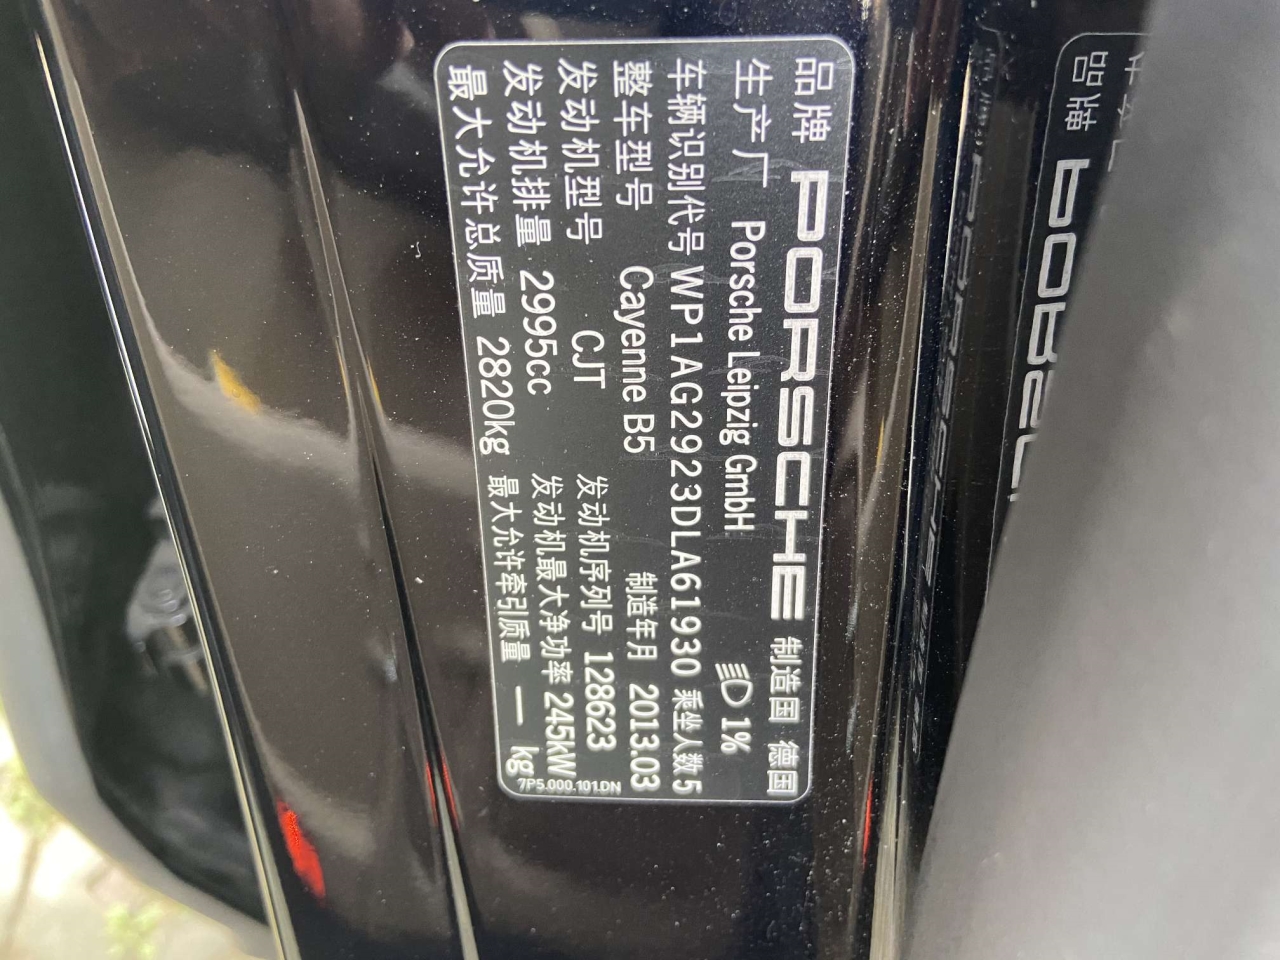 品牌 PORSCHE 制造国 德国
生产厂 Porsche Leipzig GmbH 1%
车辆识别代号 WP1AG2923DLA61930 乘坐人数5
整车型号 Cayenne B5 制造年月 2013.03
发动机型号 CJT 发动机序列号 128623
发动机排量 2995cc 发动机最大净功率 245kW
最大允许总质量 2820kg 最大允许牵引质量 — kg
7P5.000.101.DN